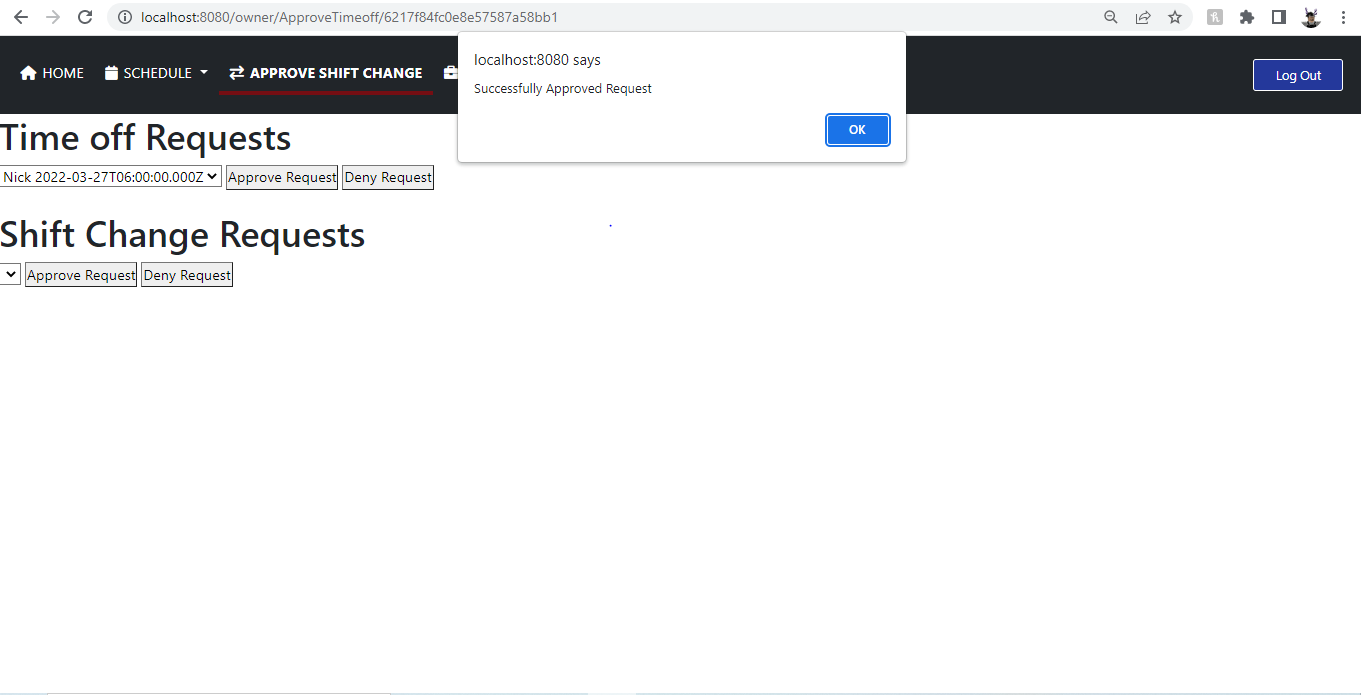 localhost:8080/owner/ApproveTimeoff/6217f84fc0e8e57587a58bb1
localhost:8080 says
Successfully Approved Request
OK
HOME SCHEDULE APPROVE SHIFT CHANGE Log Out
Time off Requests
Nick 2022-03-27T06:00:00.000Z Approve Request Deny Request
Shift Change Requests
Approve Request Deny Request